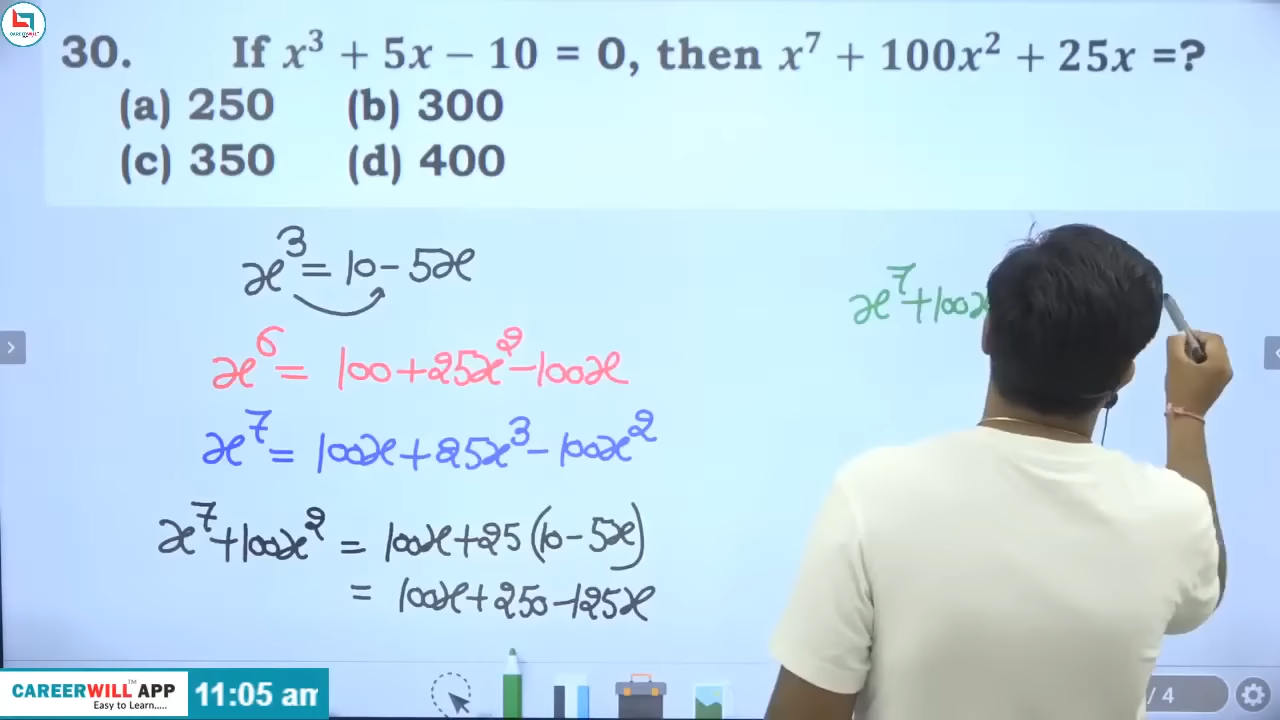 CAREERWILL
30. If x³ + 5x − 10 = 0, then x⁷ + 100x² + 25x =?
(a) 250 (b) 300
(c) 350 (d) 400
x³ = 10 - 5x
x⁶ = 100 + 25x² - 100x
x⁷ = 100x + 25x³ - 100x²
x⁷ + 100x² = 100x + 25 (10 - 5x)
= 100x + 250 - 125x
x⁷ + 100x
CAREERWILL™ APP
Easy to Learn.....
11:05 am
/ 4